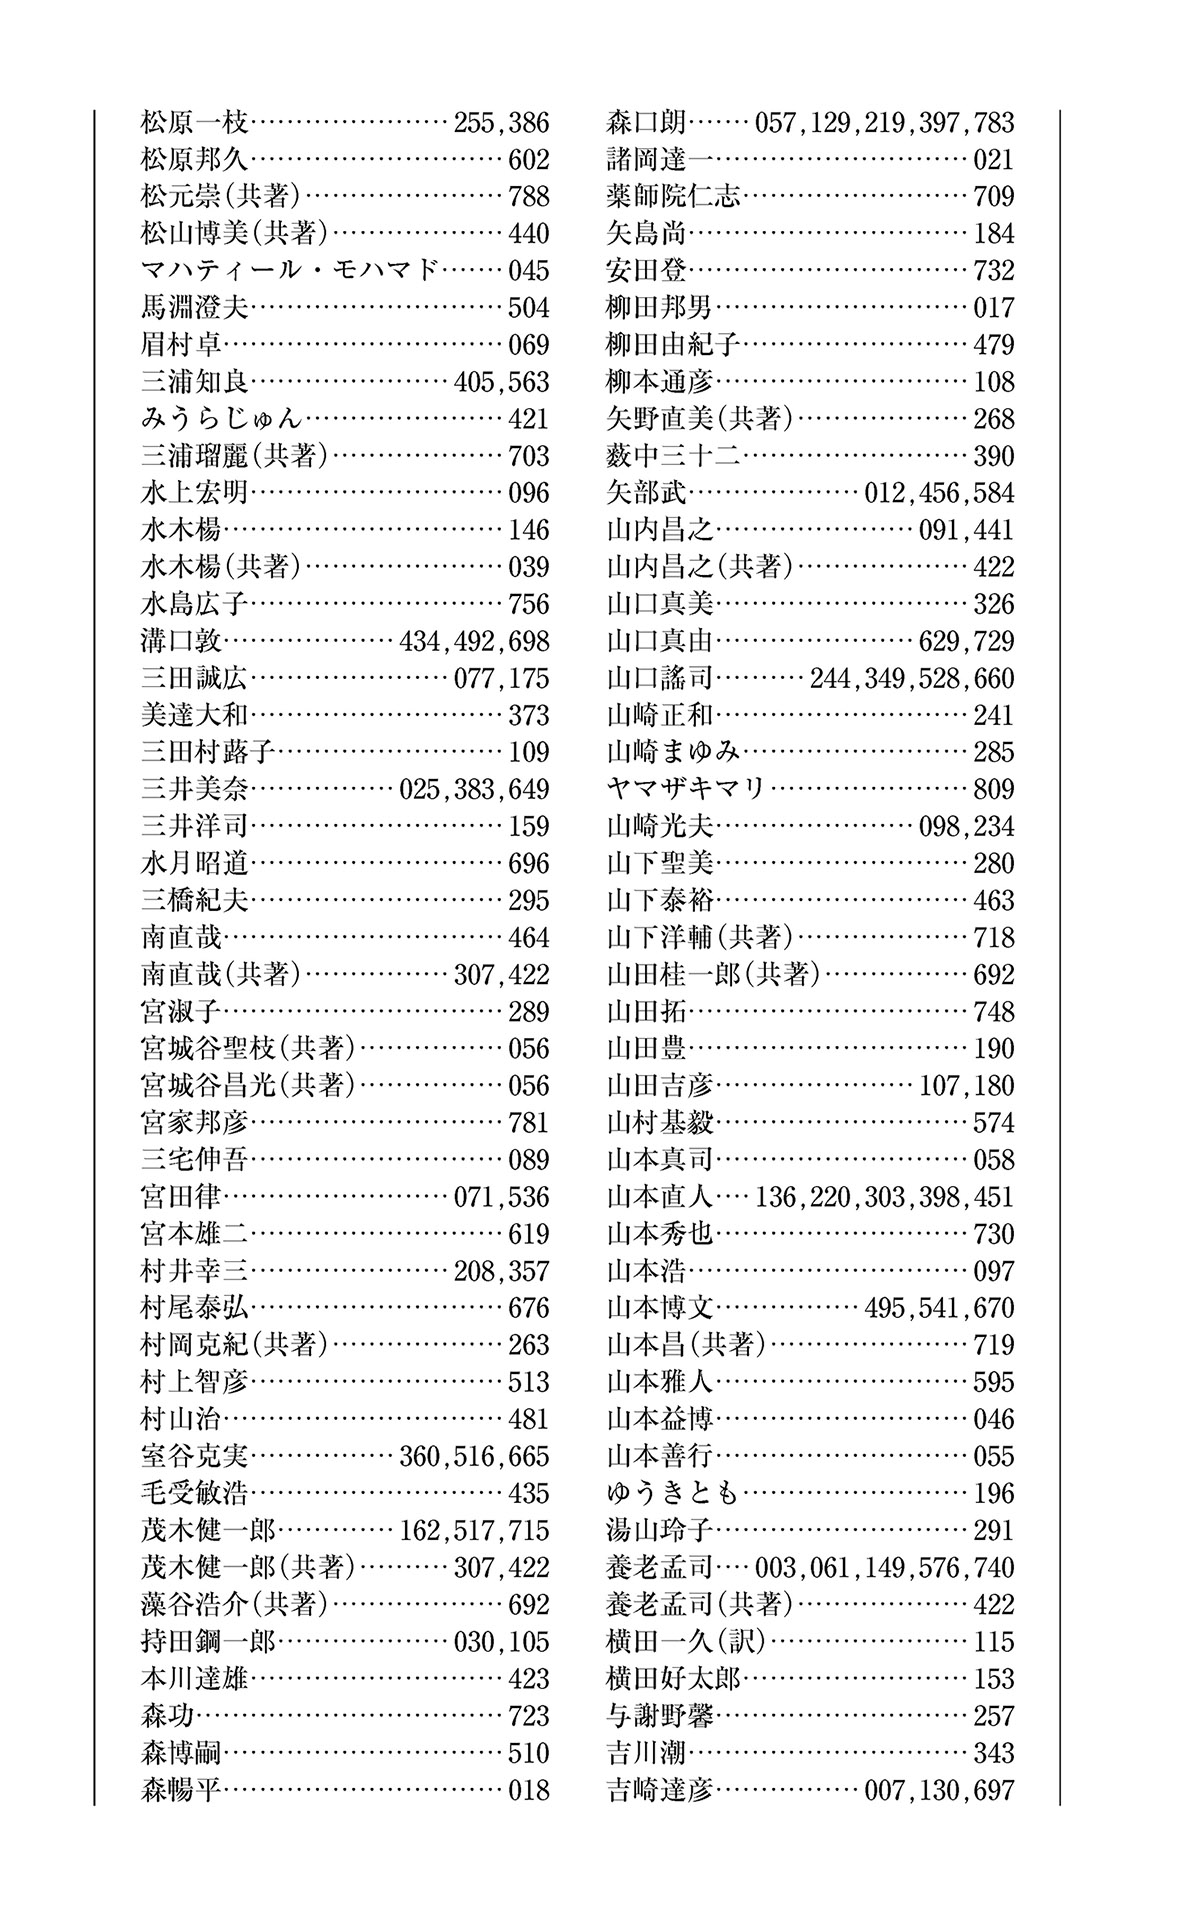 松原一枝…………………… 255,386
松原邦久………………………… 602
松元崇（共著）…………………… 788
松山博美（共著）………………… 440
マハティール・モハマド……… 045
馬淵澄夫………………………… 504
眉村卓…………………………… 069
三浦知良…………………… 405,563
みうらじゅん…………………… 421
三浦瑠麗（共著）………………… 703
水上宏明………………………… 096
水木楊…………………………… 146
水木楊（共著）…………………… 039
水島広子………………………… 756
溝口敦………………… 434,492,698
三田誠広…………………… 077,175
美達大和………………………… 373
三田村蕗子……………………… 109
三井美奈……………… 025,383,649
三井洋司………………………… 159
水月昭道………………………… 696
三橋紀夫………………………… 295
南直哉…………………………… 464
南直哉（共著）……………… 307,422
宮淑子…………………………… 289
宮城谷聖枝（共著）……………… 056
宮城谷昌光（共著）……………… 056
宮家邦彦………………………… 781
三宅伸吾………………………… 089
宮田律……………………… 071,536
宮本雄二………………………… 619
村井幸三…………………… 208,357
村尾泰弘………………………… 676
村岡克紀（共著）………………… 263
村上智彦………………………… 513
村山治…………………………… 481
室谷克実……………… 360,516,665
毛受敏浩………………………… 435
茂木健一郎…………… 162,517,715
茂木健一郎（共著）………… 307,422
藻谷浩介（共著）………………… 692
持田鋼一郎………………… 030,105
本川達雄………………………… 423
森功……………………………… 723
森博嗣…………………………… 510
森暢平…………………………… 018
森口朗……… 057,129,219,397,783
諸岡達一………………………… 021
薬師院仁志……………………… 709
矢島尚…………………………… 184
安田登…………………………… 732
柳田邦男………………………… 017
柳田由紀子……………………… 479
柳本通彦………………………… 108
矢野直美（共著）………………… 268
薮中三十二……………………… 390
矢部武………………… 012,456,584
山内昌之…………………… 091,441
山内昌之（共著）………………… 422
山口真美………………………… 326
山口真由…………………… 629,729
山口謠司………… 244,349,528,660
山崎正和………………………… 241
山崎まゆみ……………………… 285
ヤマザキマリ…………………… 809
山崎光夫…………………… 098,234
山下聖美………………………… 280
山下泰裕………………………… 463
山下洋輔（共著）………………… 718
山田桂一郎（共著）……………… 692
山田拓…………………………… 748
山田豊…………………………… 190
山田吉彦…………………… 107,180
山村基毅………………………… 574
山本真司………………………… 058
山本直人…… 136,220,303,398,451
山本秀也………………………… 730
山本浩…………………………… 097
山本博文……………… 495,541,670
山本昌（共著）…………………… 719
山本雅人………………………… 595
山本益博………………………… 046
山本善行………………………… 055
ゆうきとも……………………… 196
湯山玲子………………………… 291
養老孟司…… 003,061,149,576,740
養老孟司（共著）………………… 422
横田一久（訳）…………………… 115
横田好太郎……………………… 153
与謝野馨………………………… 257
吉川潮…………………………… 343
吉崎達彦……………… 007,130,697